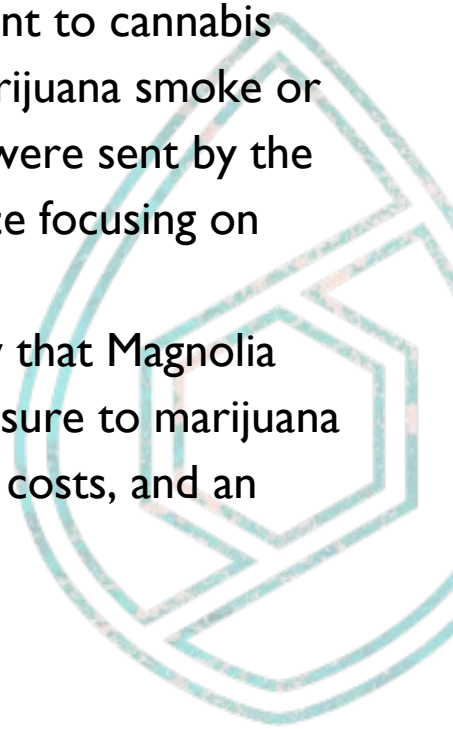 nt to cannabis
rijuana smoke or
were sent by the
e focusing on
that Magnolia
sure to marijuana
costs, and an